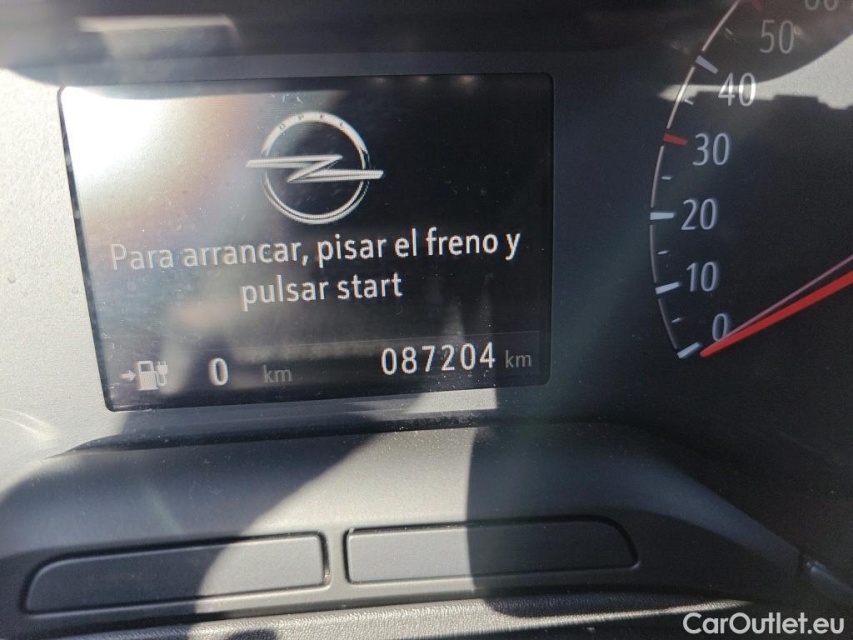 OPEL
Para arrancar, pisar el freno y
pulsar start
0 km
087204 km
50
40
30
20
10
0
CarOutlet.eu